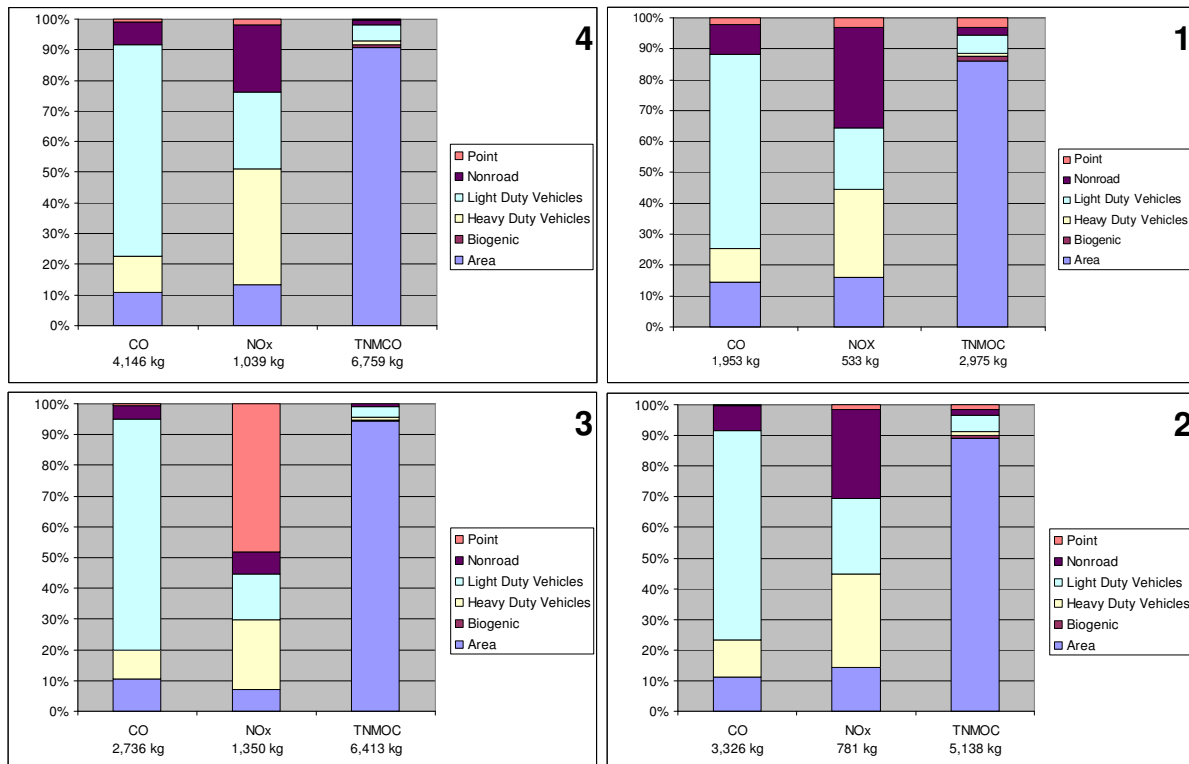 4
100%
90%
80%
70%
60%
50%
40%
30%
20%
10%
0%
CO NOx TNMCO
4,146 kg 1,039 kg 6,759 kg
Point
Nonroad
Light Duty Vehicles
Heavy Duty Vehicles
Biogenic
Area
1
100%
90%
80%
70%
60%
50%
40%
30%
20%
10%
0%
CO NOX TNMOC
1,953 kg 533 kg 2,975 kg
Point
Nonroad
Light Duty Vehicles
Heavy Duty Vehicles
Biogenic
Area
3
100%
90%
80%
70%
60%
50%
40%
30%
20%
10%
0%
CO NOx TNMOC
2,736 kg 1,350 kg 6,413 kg
Point
Nonroad
Light Duty Vehicles
Heavy Duty Vehicles
Biogenic
Area
2
100%
90%
80%
70%
60%
50%
40%
30%
20%
10%
0%
CO NOx TNMOC
3,326 kg 781 kg 5,138 kg
Point
Nonroad
Light Duty Vehicles
Heavy Duty Vehicles
Biogenic
Area